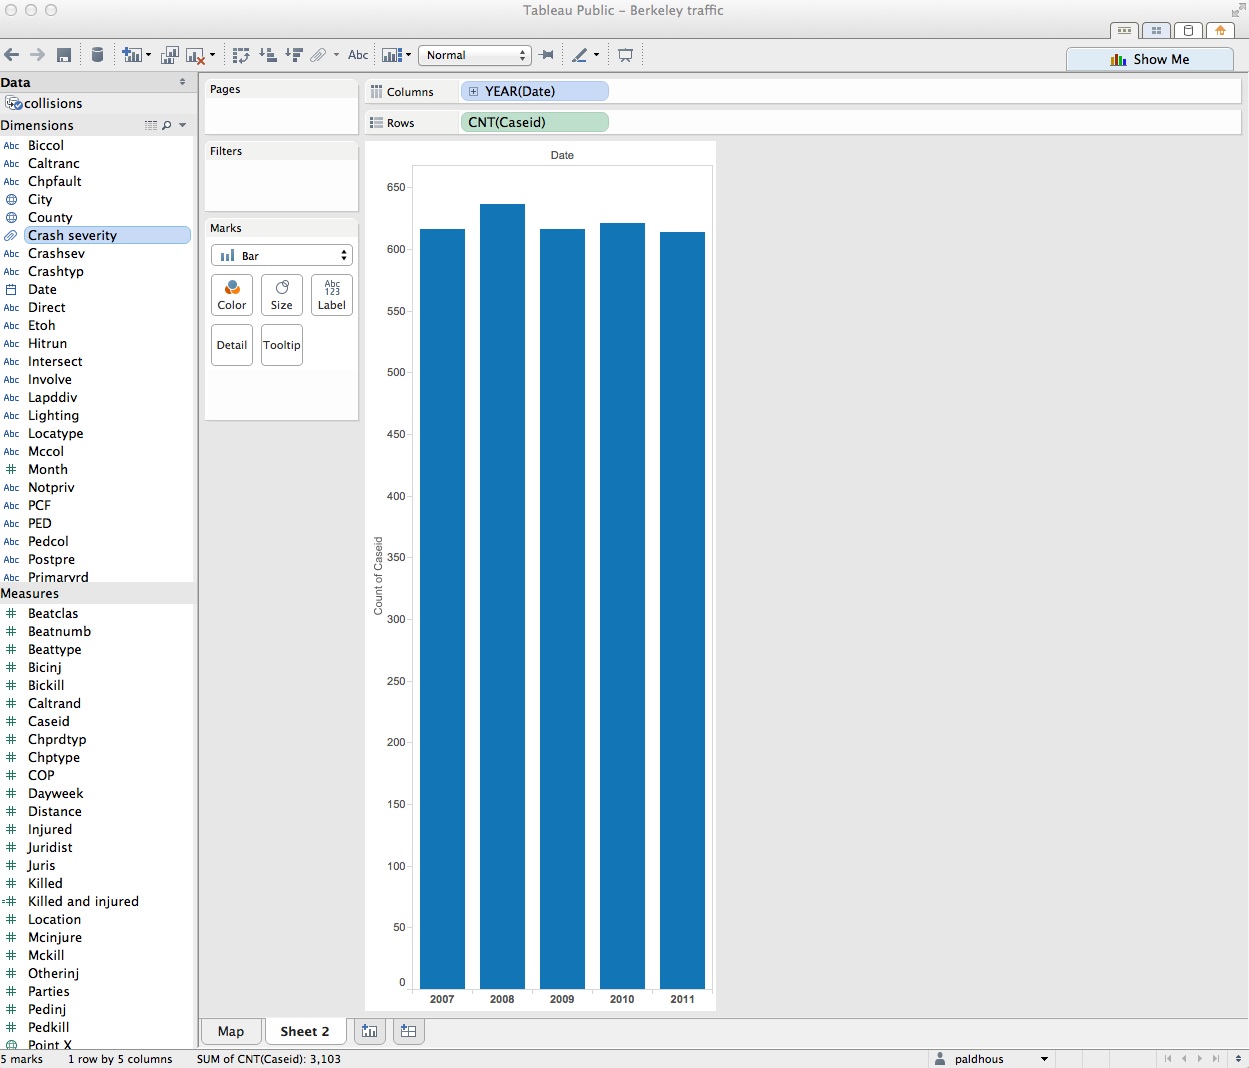 Tableau Public - Berkeley traffic
Abc
Normal
Show Me
Data
collisions
Dimensions
Abc Biccol
Abc Caltranc
Abc Chpfault
City
County
Crash severity
Abc Crashsev
Abc Crashtyp
Date
Abc Direct
Abc Etoh
Abc Hitrun
Abc Intersect
Abc Involve
Abc Lapddiv
Abc Lighting
Abc Locatype
Abc Mccol
# Month
Abc Notpriv
Abc PCF
Abc PED
Abc Pedcol
Abc Postpre
Abc Primaryrd
Measures
# Beatclas
# Beatnumb
# Beattype
# Bicinj
# Bickill
# Caltrand
# Caseid
# Chprdtyp
# Chptype
# COP
# Dayweek
# Distance
# Injured
# Juridist
# Juris
# Killed
=# Killed and injured
# Location
# Mcinjure
# Mckill
# Otherinj
# Parties
# Pedinj
# Pedkill
Point X
Pages
Filters
Marks
Bar
Color
Size
Abc
123
Label
Detail
Tooltip
Columns
YEAR(Date)
Rows
CNT(Caseid)
Date
650
600
550
500
450
400
350
300
250
200
150
100
50
0
Count of Caseid
2007 2008 2009 2010 2011
Map
Sheet 2
5 marks 1 row by 5 columns SUM of CNT(Caseid): 3,103
paldhous